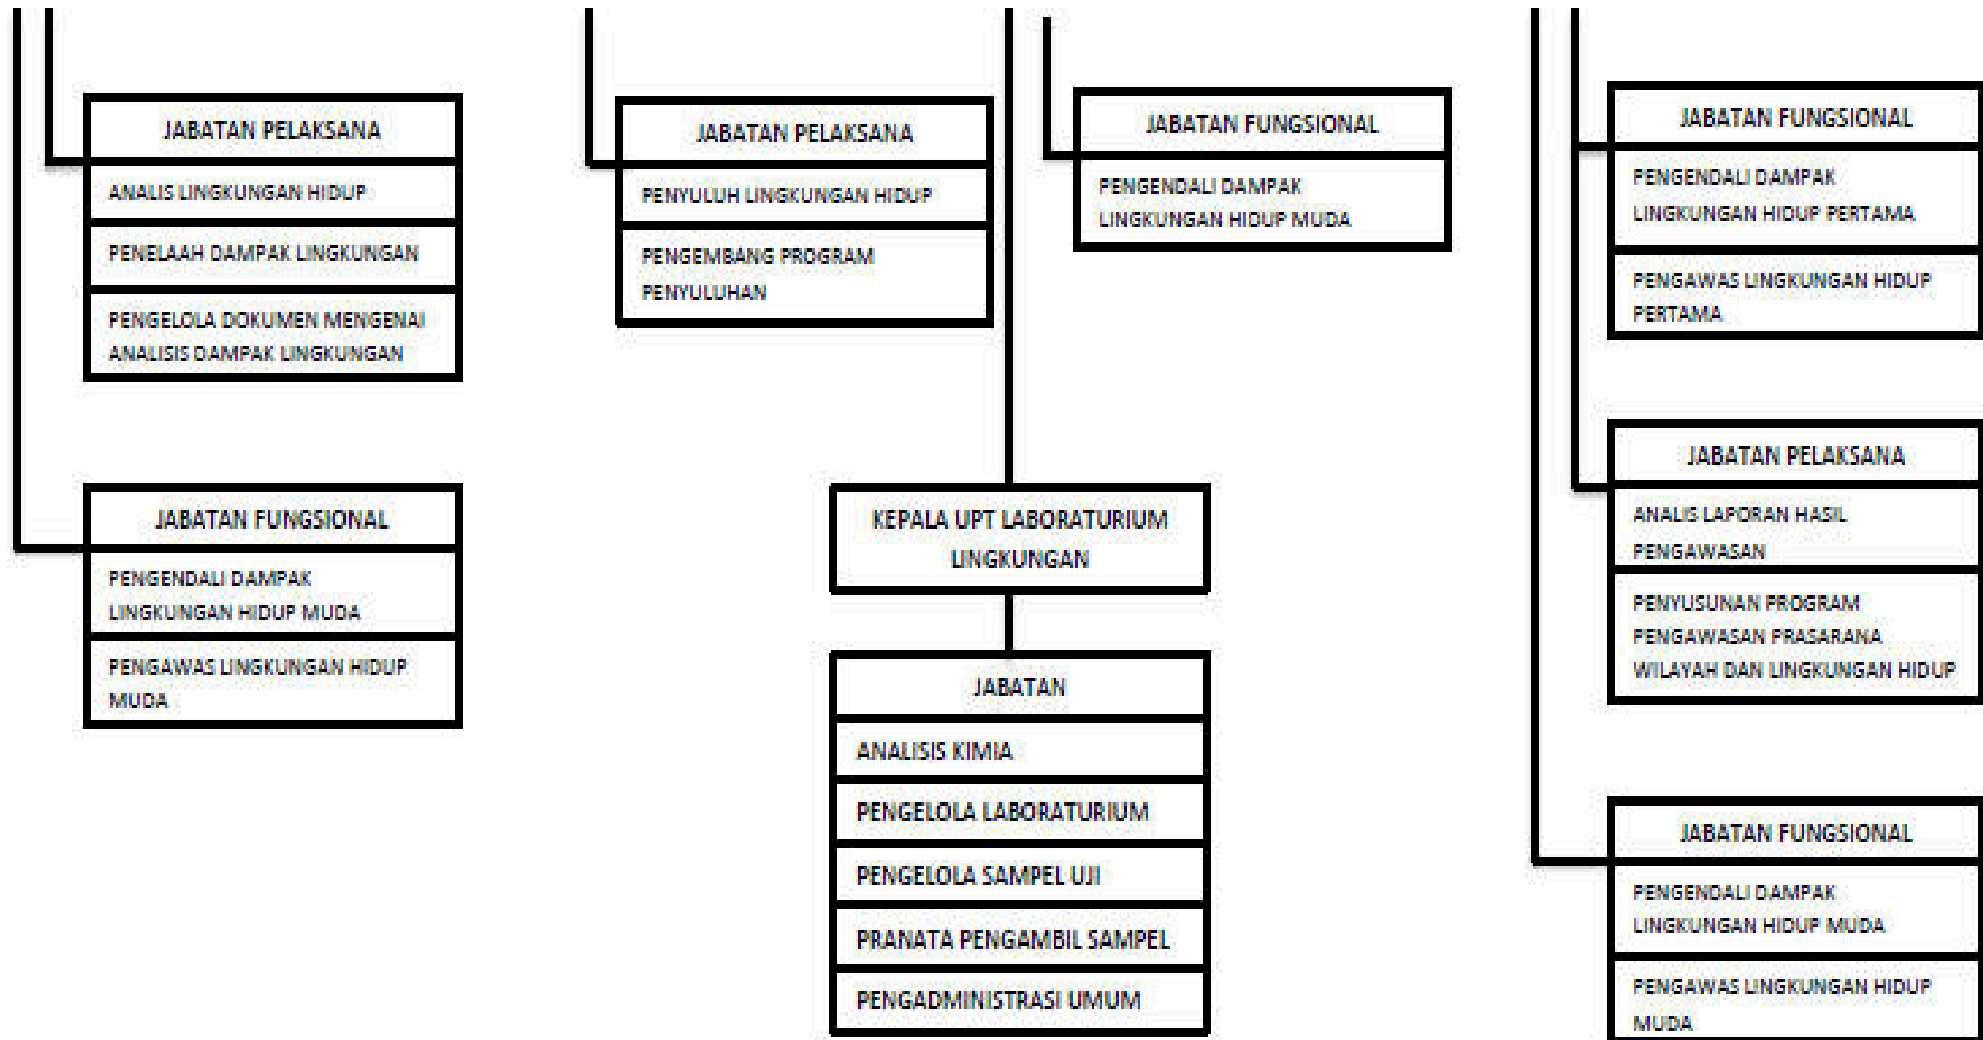 JABATAN PELAKSANA
ANALIS LINGKUNGAN HIDUP
PENELAAH DAMPAK LINGKUNGAN
PENGELOLA DOKUMEN MENGENAI
ANALISIS DAMPAK LINGKUNGAN
JABATAN FUNGSIONAL
PENGENDALI DAMPAK
LINGKUNGAN HIDUP MUDA
PENGAWAS LINGKUNGAN HIDUP
MUDA
JABATAN PELAKSANA
PENYULUH LINGKUNGAN HIDUP
PENGEMBANG PROGRAM
PENYULUHAN
JABATAN FUNGSIONAL
PENGENDALI DAMPAK
LINGKUNGAN HIDUP MUDA
KEPALA UPT LABORATURIUM
LINGKUNGAN
JABATAN
ANALISIS KIMIA
PENGELOLA LABORATURIUM
PENGELOLA SAMPEL UJI
PRANATA PENGAMBIL SAMPEL
PENGADMINISTRASI UMUM
JABATAN FUNGSIONAL
PENGENDALI DAMPAK
LINGKUNGAN HIDUP PERTAMA
PENGAWAS LINGKUNGAN HIDUP
PERTAMA
JABATAN PELAKSANA
ANALIS LAPORAN HASIL
PENGAWASAN
PENYUSUNAN PROGRAM
PENGAWASAN PRASARANA
WILAYAH DAN LINGKUNGAN HIDUP
JABATAN FUNGSIONAL
PENGENDALI DAMPAK
LINGKUNGAN HIDUP MUDA
PENGAWAS LINGKUNGAN HIDUP
MUDA